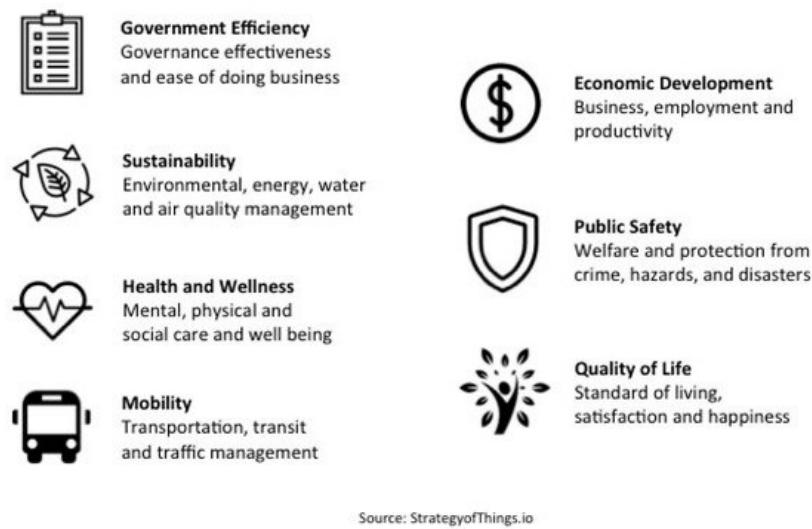 Government Efficiency
Governance effectiveness
and ease of doing business
Sustainability
Environmental, energy, water
and air quality management
Health and Wellness
Mental, physical and
social care and well being
Mobility
Transportation, transit
and traffic management
Economic Development
Business, employment and
productivity
Public Safety
Welfare and protection from
crime, hazards, and disasters
Quality of Life
Standard of living,
satisfaction and happiness
Source: StrategyofThings.io